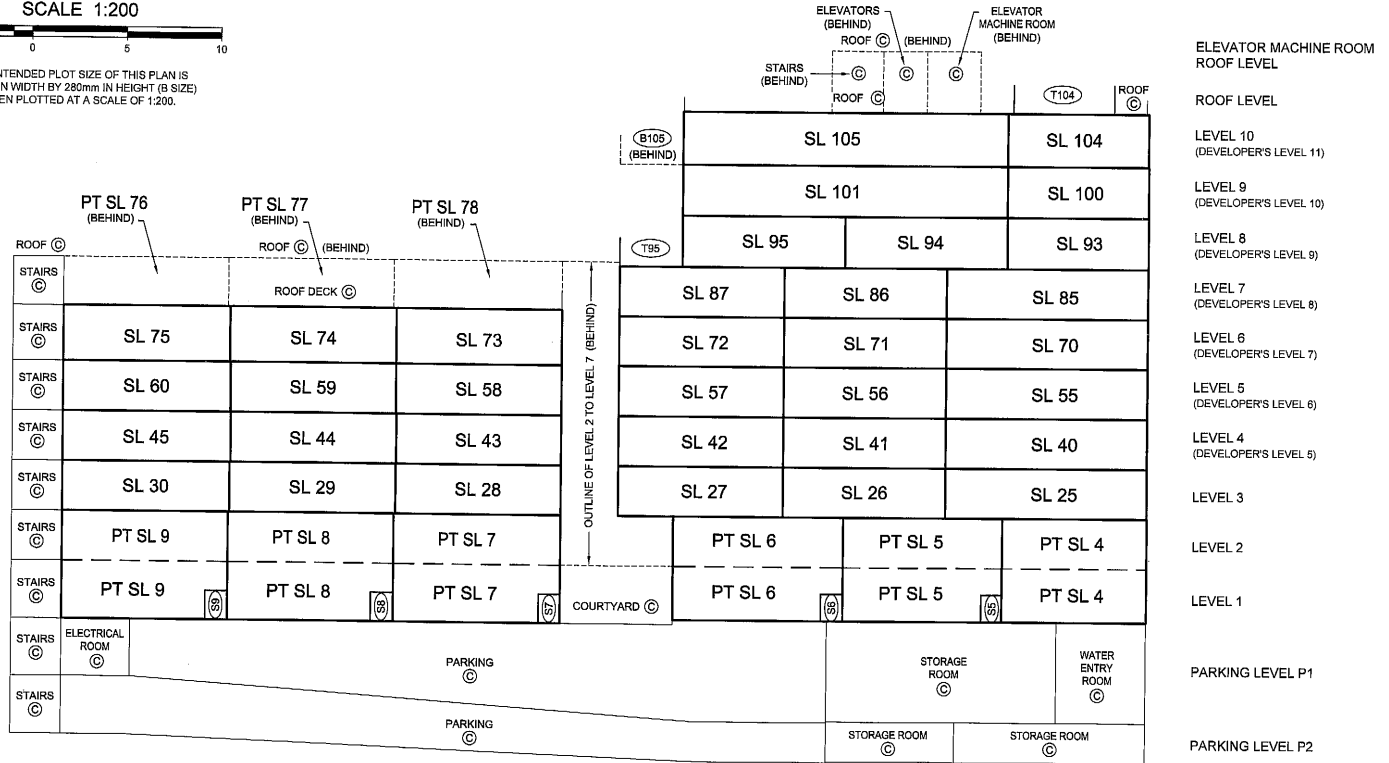 SCALE 1:200
0 5 10
NTENDED PLOT SIZE OF THIS PLAN IS
N WIDTH BY 280mm IN HEIGHT (B SIZE)
EN PLOTTED AT A SCALE OF 1:200.
ELEVATORS
(BEHIND)
ELEVATOR
MACHINE ROOM
(BEHIND)
ROOF © (BEHIND)
STAIRS
(BEHIND)
© © ©
ROOF ©
T104
ROOF
©
ELEVATOR MACHINE ROOM
ROOF LEVEL
ROOF LEVEL
B105
(BEHIND)
SL 105 SL 104
LEVEL 10
(DEVELOPER'S LEVEL 11)
SL 101 SL 100
LEVEL 9
(DEVELOPER'S LEVEL 10)
PT SL 76
(BEHIND)
PT SL 77
(BEHIND)
PT SL 78
(BEHIND)
ROOF ©
ROOF © (BEHIND)
T95
SL 95 SL 94 SL 93
LEVEL 8
(DEVELOPER'S LEVEL 9)
STAIRS
©
ROOF DECK ©
SL 87 SL 86 SL 85
LEVEL 7
(DEVELOPER'S LEVEL 8)
STAIRS
©
SL 75 SL 74 SL 73
OUTLINE OF LEVEL 2 TO LEVEL 7 (BEHIND)
SL 72 SL 71 SL 70
LEVEL 6
(DEVELOPER'S LEVEL 7)
STAIRS
©
SL 60 SL 59 SL 58
SL 57 SL 56 SL 55
LEVEL 5
(DEVELOPER'S LEVEL 6)
STAIRS
©
SL 45 SL 44 SL 43
SL 42 SL 41 SL 40
LEVEL 4
(DEVELOPER'S LEVEL 5)
STAIRS
©
SL 30 SL 29 SL 28
SL 27 SL 26 SL 25
LEVEL 3
STAIRS
©
PT SL 9 PT SL 8 PT SL 7
PT SL 6 PT SL 5 PT SL 4
LEVEL 2
STAIRS
©
PT SL 9 S9 PT SL 8 S8 PT SL 7 S7
COURTYARD ©
PT SL 6 S6 PT SL 5 S5 PT SL 4
LEVEL 1
STAIRS
©
ELECTRICAL
ROOM
©
PARKING
©
STORAGE
ROOM
©
WATER
ENTRY
ROOM
©
PARKING LEVEL P1
STAIRS
©
PARKING
©
STORAGE ROOM
©
STORAGE ROOM
©
PARKING LEVEL P2